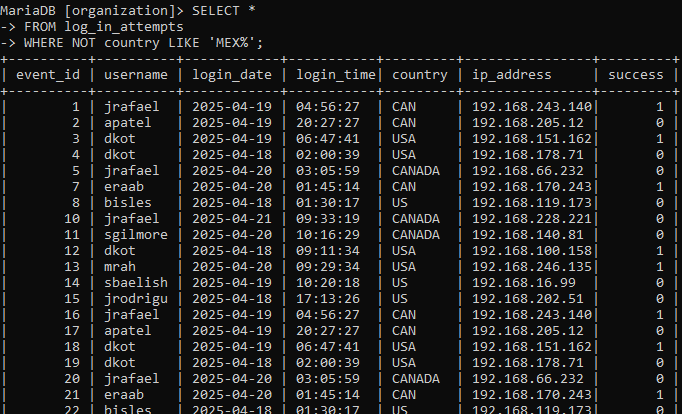 MariaDB [organization]> SELECT *
-> FROM log_in_attempts
-> WHERE NOT country LIKE 'MEX%';
+----------+----------+------------+------------+---------+-----------------+---------+
| event_id | username | login_date | login_time| country | ip_address | success |
+----------+----------+------------+------------+---------+-----------------+---------+
| 1 | jrafael | 2025-04-19 | 04:56:27 | CAN | 192.168.243.140| 1 |
| 2 | apatel | 2025-04-19 | 20:27:27 | CAN | 192.168.205.12 | 0 |
| 3 | dkot | 2025-04-19 | 06:47:41 | USA | 192.168.151.162| 1 |
| 4 | dkot | 2025-04-18 | 02:00:39 | USA | 192.168.178.71 | 0 |
| 5 | jrafael | 2025-04-20 | 03:05:59 | CANADA | 192.168.66.232 | 0 |
| 7 | eraab | 2025-04-20 | 01:45:14 | CAN | 192.168.170.243| 1 |
| 8 | bisles | 2025-04-18 | 01:30:17 | US | 192.168.119.173| 0 |
| 10 | jrafael | 2025-04-21 | 09:33:19 | CANADA | 192.168.228.221| 0 |
| 11 | sgilmore | 2025-04-20 | 10:16:29 | CANADA | 192.168.140.81 | 0 |
| 12 | dkot | 2025-04-18 | 09:11:34 | USA | 192.168.100.158| 1 |
| 13 | mrah | 2025-04-20 | 09:29:34 | USA | 192.168.246.135| 1 |
| 14 | sbaelish | 2025-04-19 | 10:20:18 | US | 192.168.16.99 | 0 |
| 15 | jrodrigu | 2025-04-18 | 17:13:26 | US | 192.168.202.51 | 0 |
| 16 | jrafael | 2025-04-19 | 04:56:27 | CAN | 192.168.243.140| 1 |
| 17 | apatel | 2025-04-19 | 20:27:27 | CAN | 192.168.205.12 | 0 |
| 18 | dkot | 2025-04-19 | 06:47:41 | USA | 192.168.151.162| 1 |
| 19 | dkot | 2025-04-18 | 02:00:39 | USA | 192.168.178.71 | 0 |
| 20 | jrafael | 2025-04-20 | 03:05:59 | CANADA | 192.168.66.232 | 0 |
| 21 | eraab | 2025-04-20 | 01:45:14 | CAN | 192.168.170.243| 1 |
| 22 | bisles | 2025-04-18 | 01:30:17 | US | 192.168.119.173| 0 |